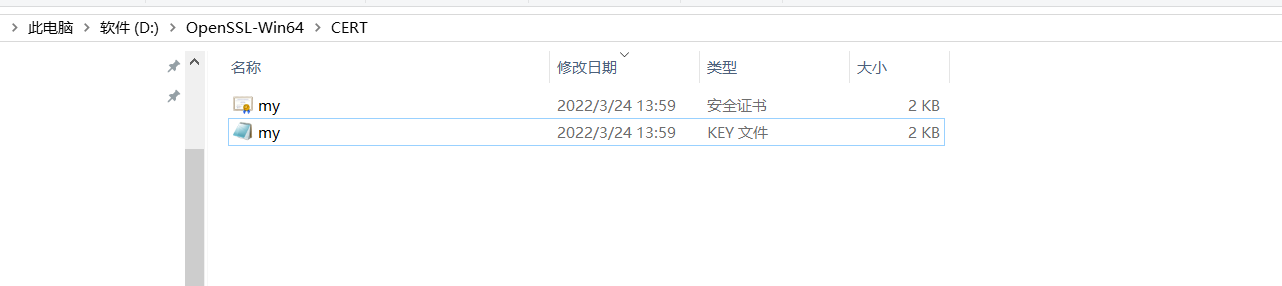 此电脑 > 软件 (D:) > OpenSSL-Win64 > CERT
名称 修改日期 类型 大小
my 2022/3/24 13:59 安全证书 2 KB
my 2022/3/24 13:59 KEY 文件 2 KB